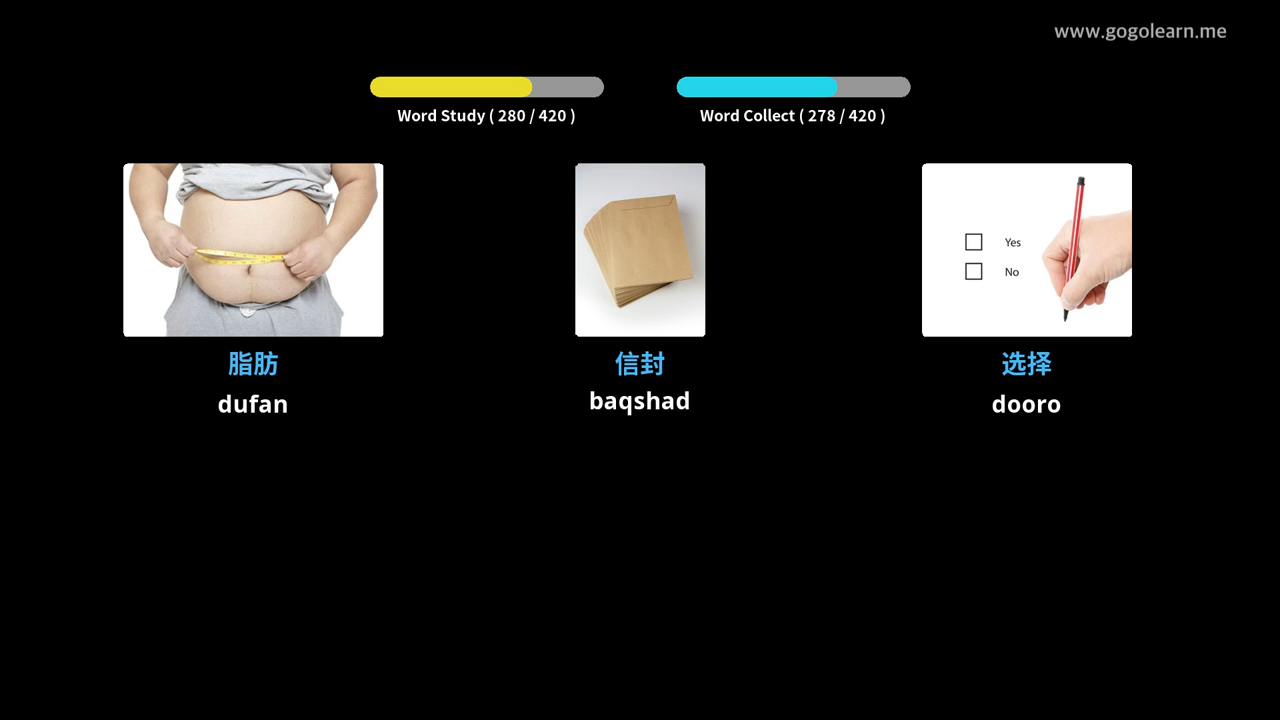 www.gogolearn.me
Word Study ( 280 / 420 )
Word Collect ( 278 / 420 )
Yes
No
脂肪
信封
选择
dufan
baqshad
dooro